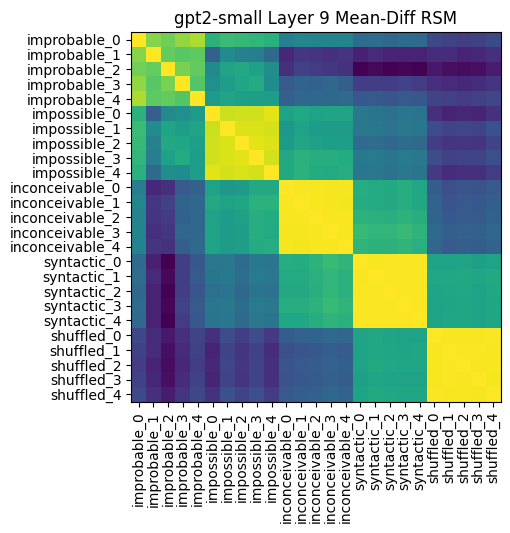 gpt2-small Layer 9 Mean-Diff RSM
improbable_0
improbable_1
improbable_2
improbable_3
improbable_4
impossible_0
impossible_1
impossible_2
impossible_3
impossible_4
inconceivable_0
inconceivable_1
inconceivable_2
inconceivable_3
inconceivable_4
syntactic_0
syntactic_1
syntactic_2
syntactic_3
syntactic_4
shuffled_0
shuffled_1
shuffled_2
shuffled_3
shuffled_4
improbable_0
improbable_1
improbable_2
improbable_3
improbable_4
impossible_0
impossible_1
impossible_2
impossible_3
impossible_4
inconceivable_0
inconceivable_1
inconceivable_2
inconceivable_3
inconceivable_4
syntactic_0
syntactic_1
syntactic_2
syntactic_3
syntactic_4
shuffled_0
shuffled_1
shuffled_2
shuffled_3
shuffled_4